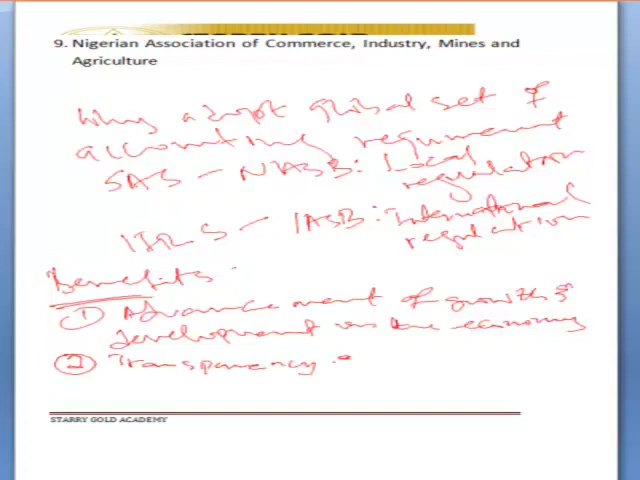 9. Nigerian Association of Commerce, Industry, Mines and
Agriculture
Why adopt global set of
accounting requirement
SAS - NASB: Local
regulation
IFRS - IASB: International
regulation
Benefits
① Advancement of growth &
development in the economy
② Transparency
STARRY GOLD ACADEMY